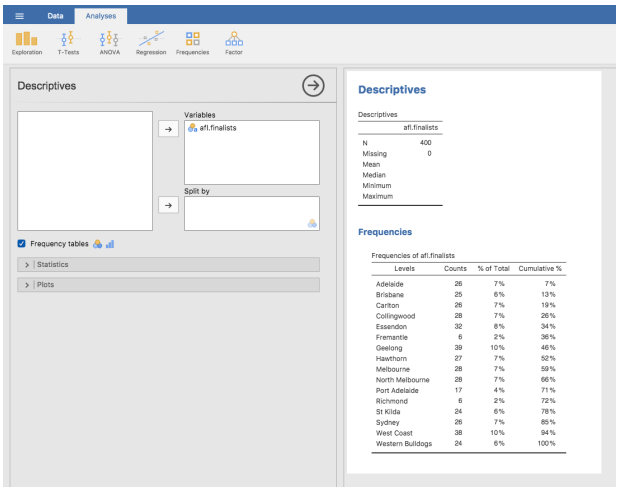 Data Analyses
Exploration T-Tests ANOVA Regression Frequencies Factor
Descriptives
Variables
afl.finalists
Split by
Frequency tables
Statistics
Plots
Descriptives
Descriptives
afl.finalists
N 400
Missing 0
Mean
Median
Minimum
Maximum
Frequencies
Frequencies of afl.finalists
Levels Counts % of Total Cumulative %
Adelaide 26 7% 7%
Brisbane 25 6% 13%
Carlton 26 7% 19%
Collingwood 28 7% 26%
Essendon 32 8% 34%
Fremantle 6 2% 36%
Geelong 39 10% 46%
Hawthorn 27 7% 52%
Melbourne 28 7% 59%
North Melbourne 28 7% 66%
Port Adelaide 17 4% 71%
Richmond 6 2% 72%
St Kilda 24 6% 78%
Sydney 26 7% 85%
West Coast 38 10% 94%
Western Bulldogs 24 6% 100%